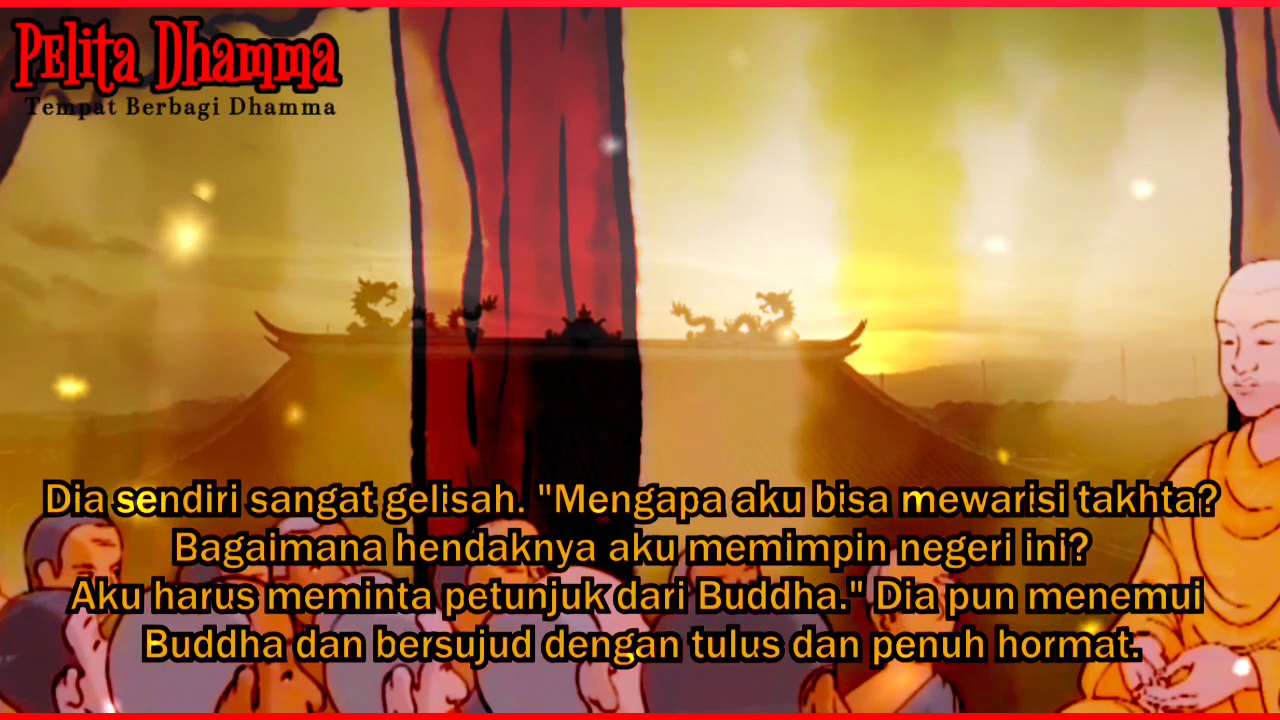 Pelita Dhamma
Tempat Berbagi Dhamma
Dia sendiri sangat gelisah. "Mengapa aku bisa mewarisi takhta?
Bagaimana hendaknya aku memimpin negeri ini?
Aku harus meminta petunjuk dari Buddha." Dia pun menemui
Buddha dan bersujud dengan tulus dan penuh hormat.